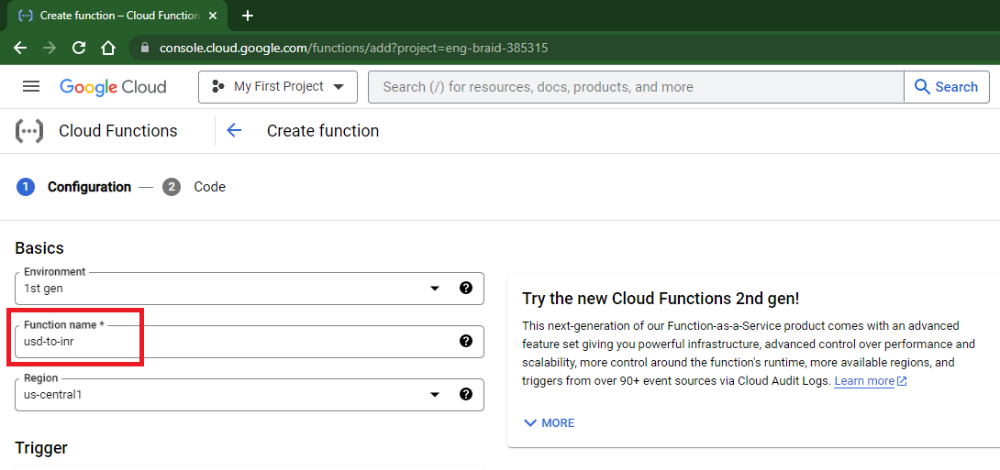 Create function – Cloud Function
console.cloud.google.com/functions/add?project=eng-braid-385315
Google Cloud
My First Project
Search (/) for resources, docs, products, and more
Search
Cloud Functions
Create function
1 Configuration — 2 Code
Basics
Environment
1st gen
Function name *
usd-to-inr
Region
us-central1
Trigger
Try the new Cloud Functions 2nd gen!
This next-generation of our Function-as-a-Service product comes with an advanced
feature set giving you powerful infrastructure, advanced control over performance and
scalability, more control around the function's runtime, more available regions, and
triggers from over 90+ event sources via Cloud Audit Logs. Learn more
MORE